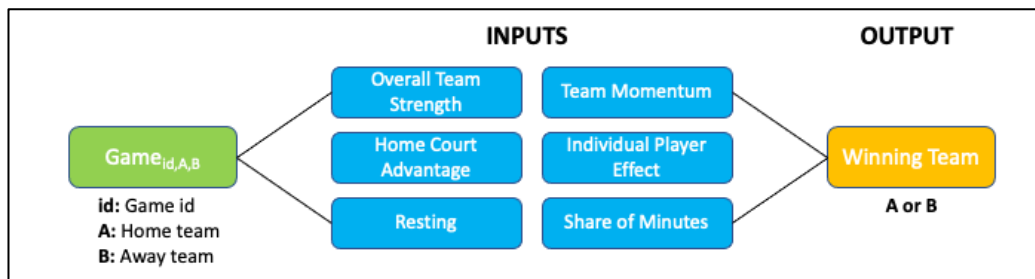 INPUTS
OUTPUT
Overall Team
Strength
Team Momentum
Game id,A,B
Home Court
Advantage
Individual Player
Effect
Winning Team
id: Game id
A: Home team
B: Away team
Resting
Share of Minutes
A or B